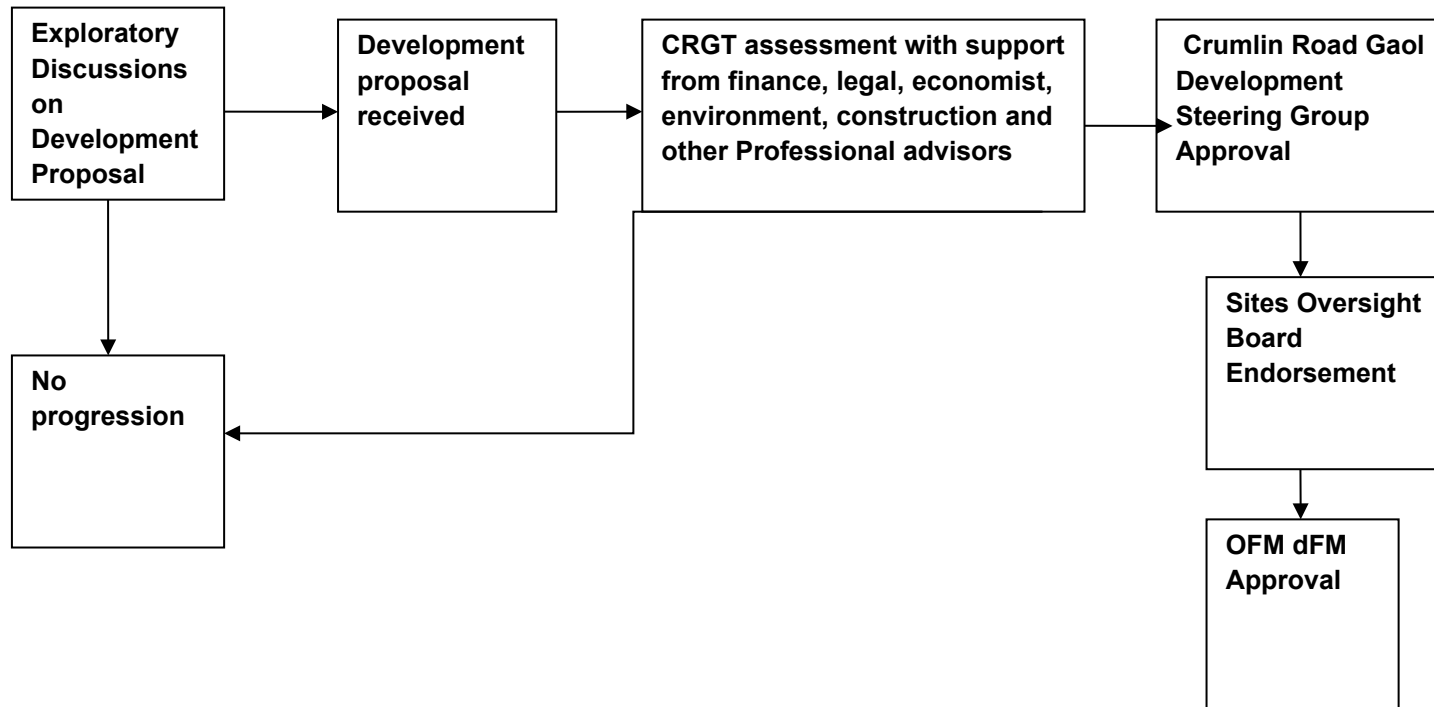 Exploratory
Discussions
on
Development
Proposal
Development
proposal
received
CRGT assessment with support
from finance, legal, economist,
environment, construction and
other Professional advisors
Crumlin Road Gaol
Development
Steering Group
Approval
No
progression
Sites Oversight
Board
Endorsement
OFM dFM
Approval